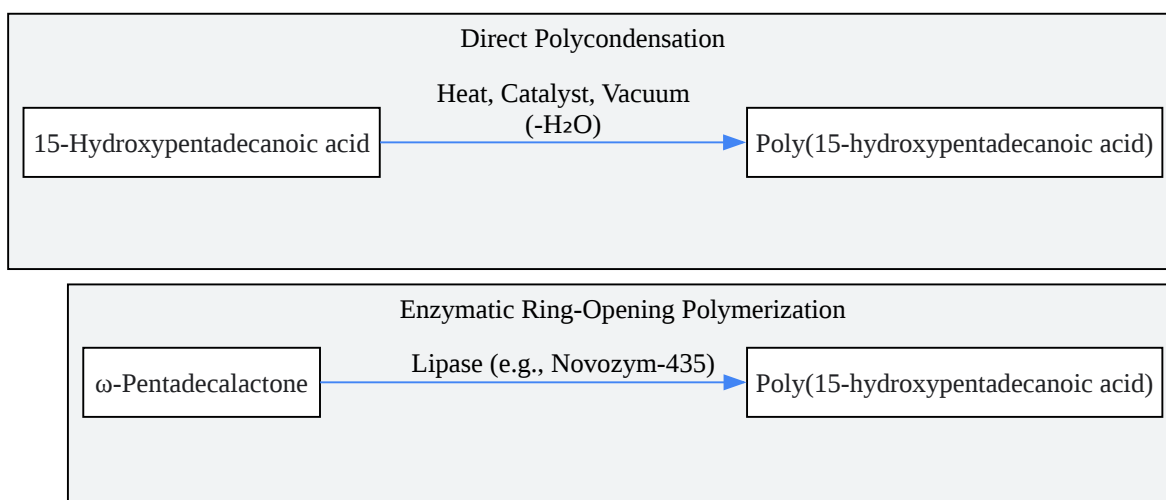 Direct Polycondensation
Heat, Catalyst, Vacuum
(-H₂O)
15-Hydroxypentadecanoic acid
Poly(15-hydroxypentadecanoic acid)
Enzymatic Ring-Opening Polymerization
Lipase (e.g., Novozym-435)
ω-Pentadecalactone
Poly(15-hydroxypentadecanoic acid)